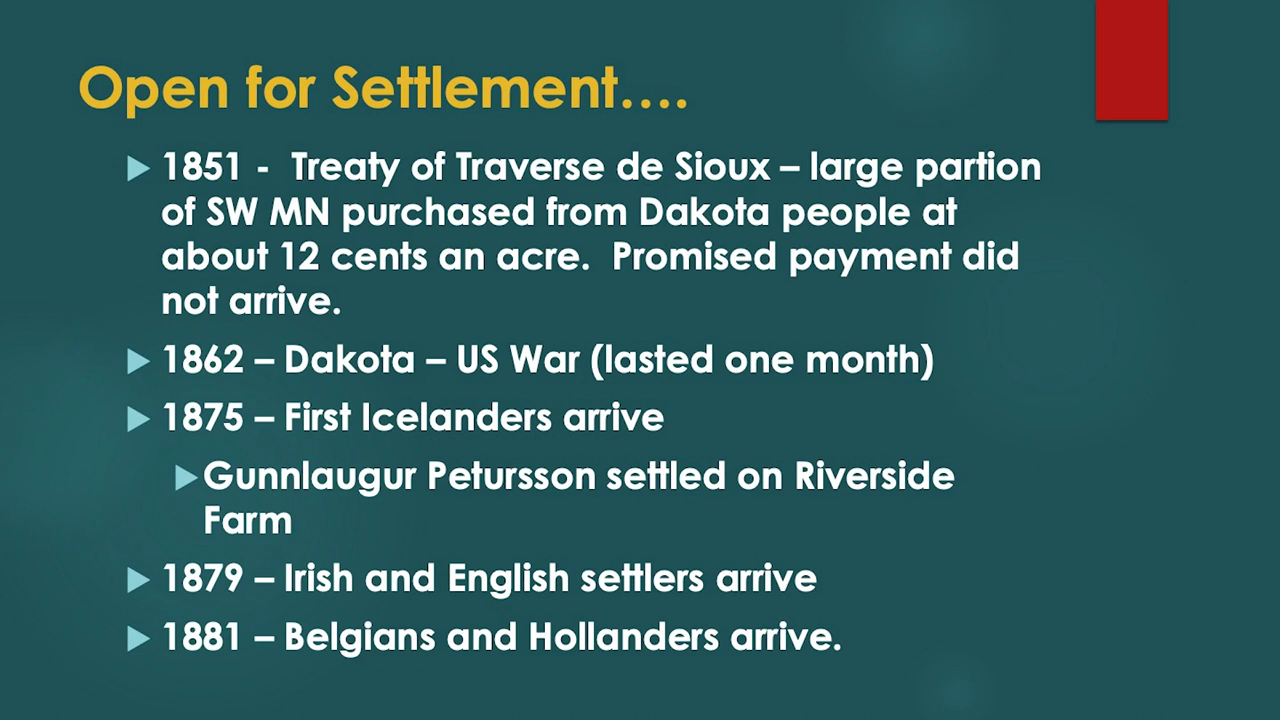 Open for Settlement....
1851 - Treaty of Traverse de Sioux – large partion
of SW MN purchased from Dakota people at
about 12 cents an acre. Promised payment did
not arrive.
1862 – Dakota – US War (lasted one month)
1875 – First Icelanders arrive
Gunnlaugur Petursson settled on Riverside
Farm
1879 – Irish and English settlers arrive
1881 – Belgians and Hollanders arrive.